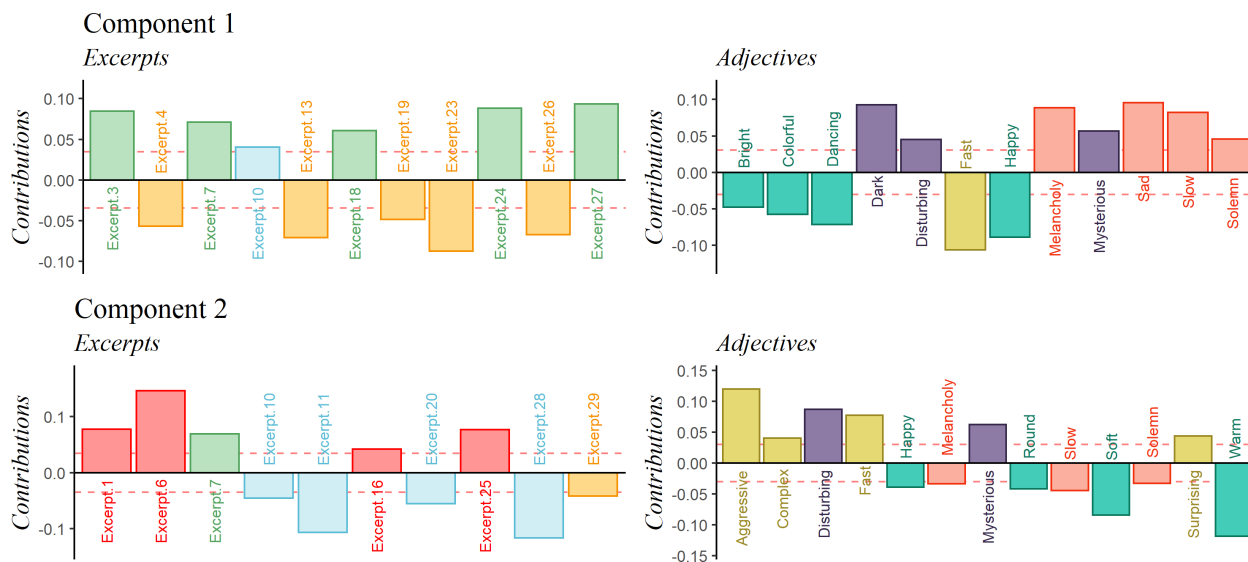 Component 1
Excerpts
Contributions
0.10
0.05
0.00
-0.05
-0.10
Excerpt.3
Excerpt.4
Excerpt.7
Excerpt.10
Excerpt.13
Excerpt.18
Excerpt.19
Excerpt.23
Excerpt.24
Excerpt.26
Excerpt.27
Adjectives
Contributions
0.10
0.05
0.00
-0.05
-0.10
Bright
Colorful
Dancing
Dark
Disturbing
Fast
Happy
Melancholy
Mysterious
Sad
Slow
Solemn
Component 2
Excerpts
Contributions
0.1
0.0
-0.1
Excerpt.1
Excerpt.6
Excerpt.7
Excerpt.10
Excerpt.11
Excerpt.16
Excerpt.20
Excerpt.25
Excerpt.28
Excerpt.29
Adjectives
Contributions
0.15
0.10
0.05
0.00
-0.05
-0.10
-0.15
Aggressive
Complex
Disturbing
Fast
Happy
Melancholy
Mysterious
Round
Slow
Soft
Solemn
Surprising
Warm